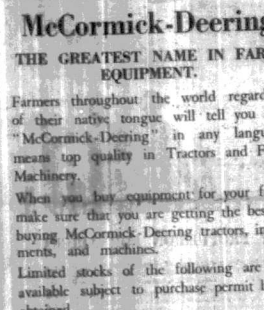 McCormick-Deering
THE GREATEST NAME IN FAR
EQUIPMENT.
Farmers throughout the world regard
of their native tongue will tell you
"McCormick-Deering" in any langu
means top quality in Tractors and F
Machinery.
When you buy equipment for your f
make sure that you are getting the bes
buying McCormick-Deering tractors, im
ments, and machines.
Limited stocks of the following are
available subject to purchase permit b
obtained